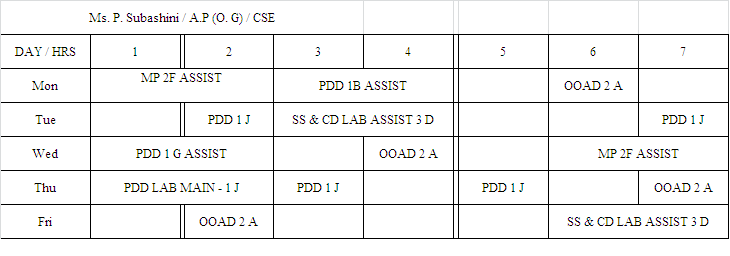 Ms. P. Subashini / A.P (O. G) / CSE
DAY / HRS 1 2 3 4 5 6 7
Mon MP 2F ASSIST PDD 1B ASSIST OOAD 2 A
Tue PDD 1 J SS & CD LAB ASSIST 3 D PDD 1 J
Wed PDD 1 G ASSIST OOAD 2 A MP 2F ASSIST
Thu PDD LAB MAIN - 1 J PDD 1 J PDD 1 J OOAD 2 A
Fri OOAD 2 A SS & CD LAB ASSIST 3 D